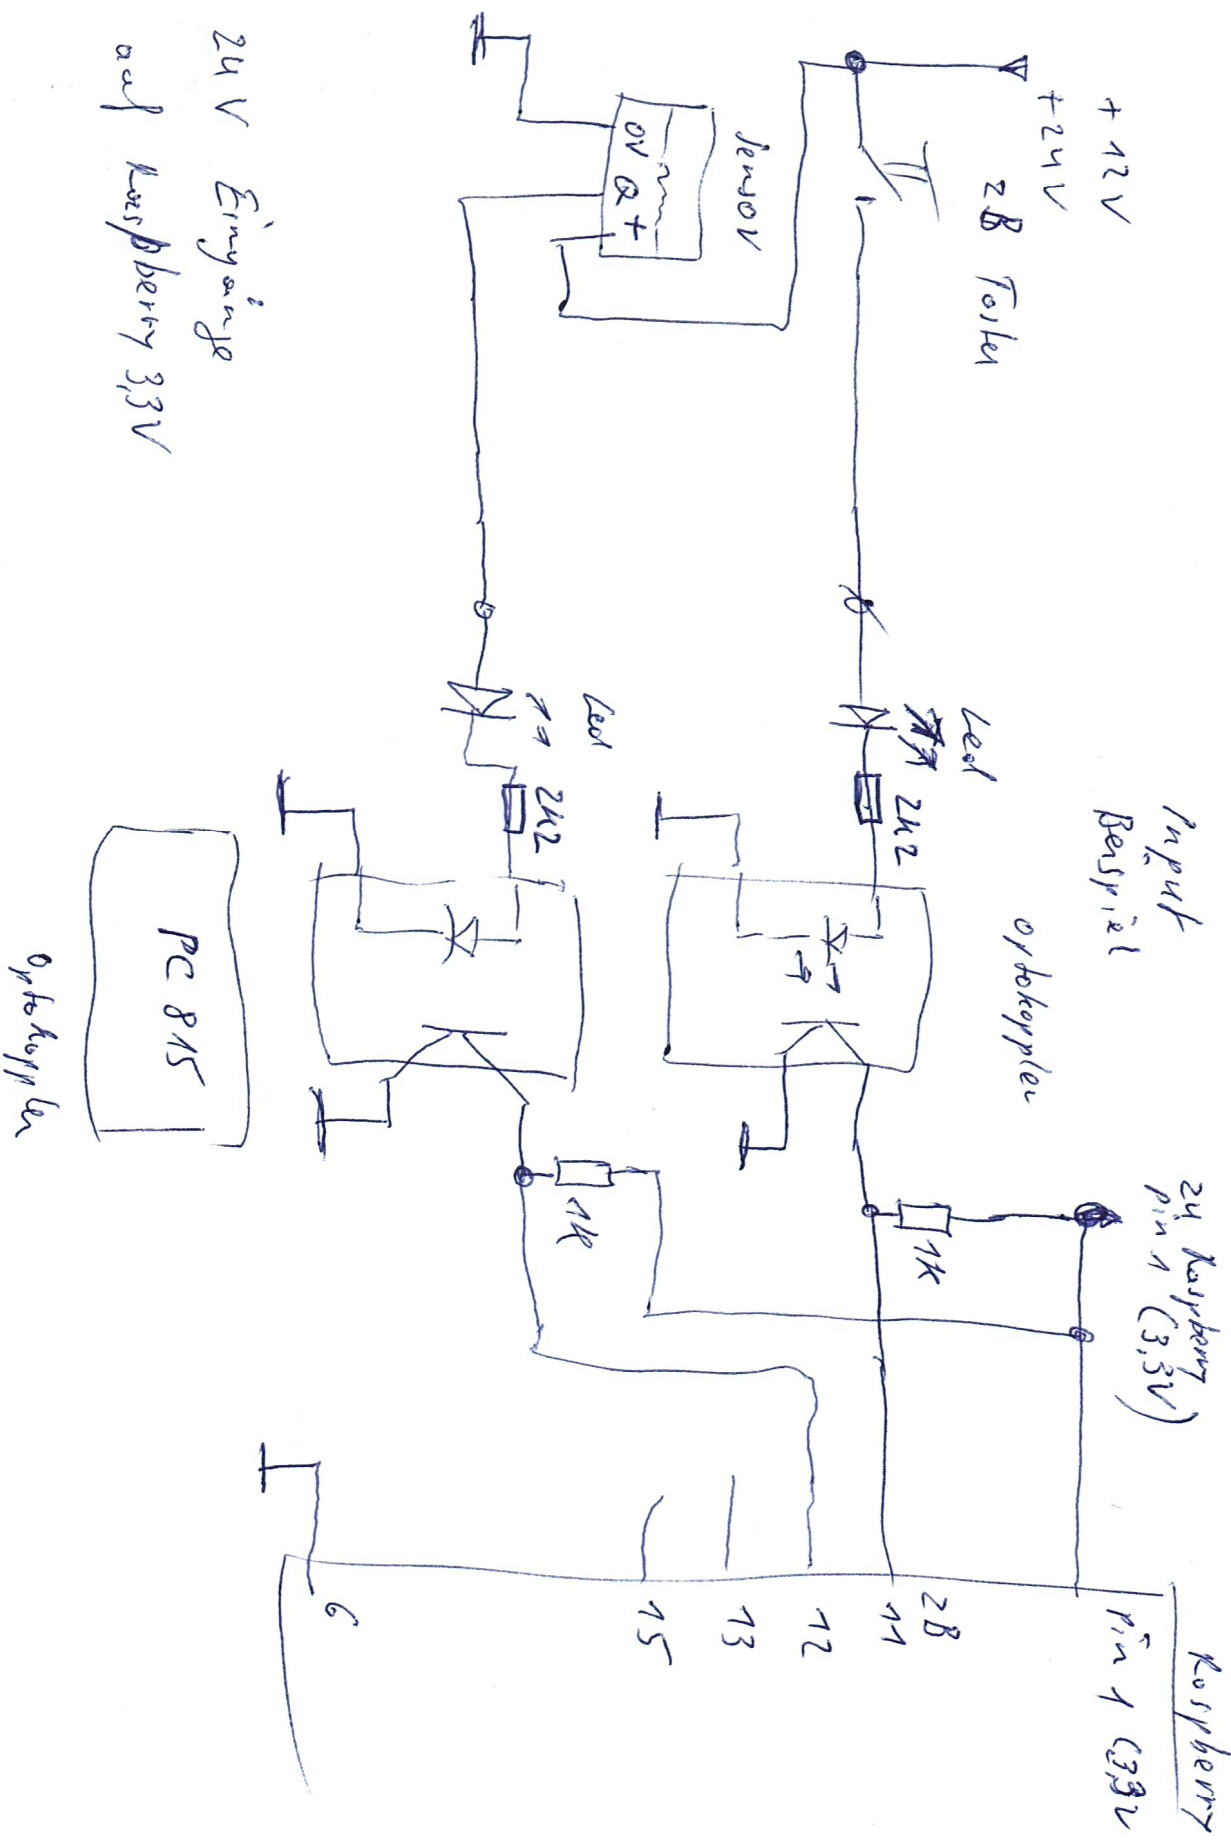 +12V
+24V
zB Taster
Sensor
0V Q +
24V Eingänge
auf Raspberry 3,3V
Input
Beispiel
Led
2k2
Optokoppler
Led
2k2
PC 815
Optokoppler
zu Raspberry
pin 1 (3,3V)
1k
1k
Raspberry
Pin 1 (3,3V
zB
11
12
13
15
6